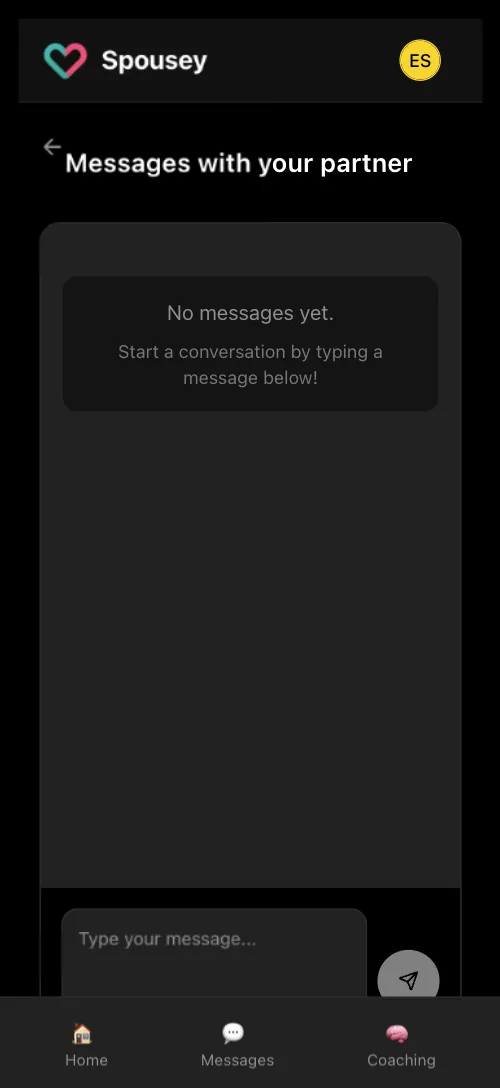 Spousey
ES
Messages with your partner
No messages yet.
Start a conversation by typing a
message below!
Type your message...
Home
Messages
Coaching